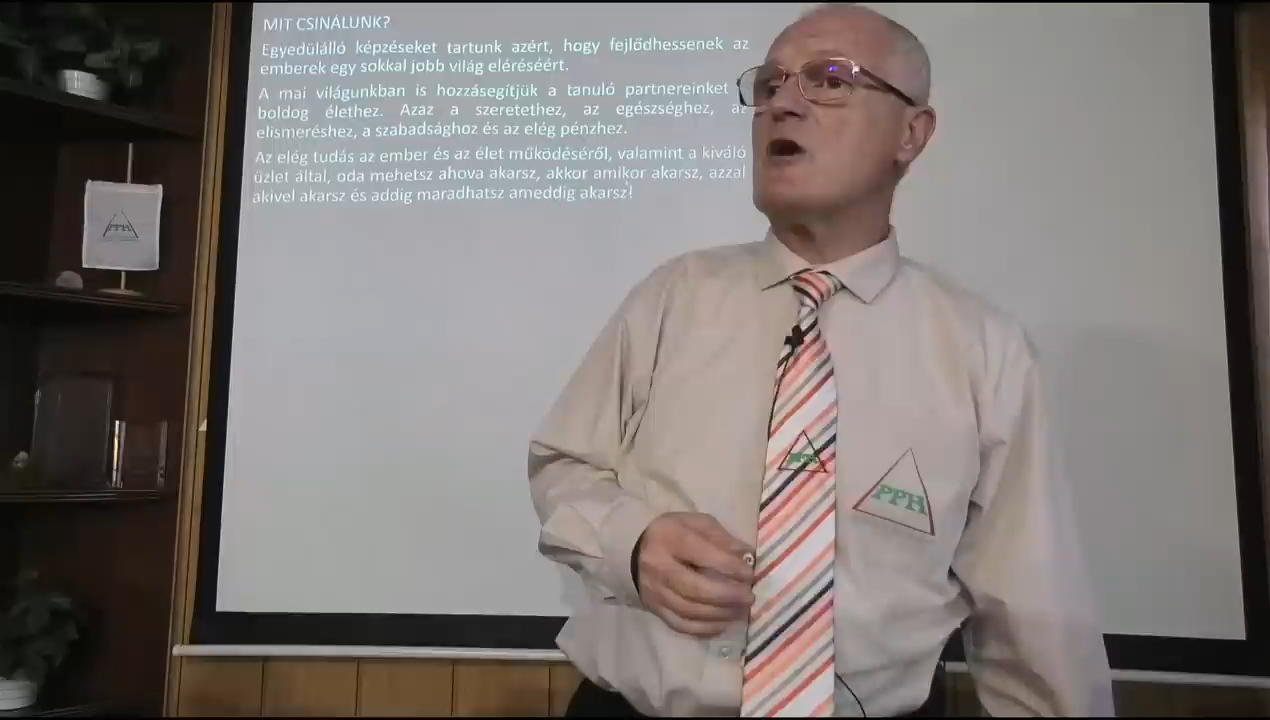 MIT CSINÁLUNK?
Egyedülálló képzéseket tartunk azért, hogy fejlődhessenek az
emberek egy sokkal jobb világ eléréséért.
A mai világunkban is hozzásegítjük a tanuló partnereinket
boldog élethez. Azaz a szeretethez, az egészséghez, az
elismeréshez, a szabadsághoz és az elég pénzhez.
Az elég tudás az ember és az élet működéséről, valamint a kiváló
üzlet által, oda mehetsz ahova akarsz, akkor amikor akarsz, azzal
akivel akarsz és addig maradhatsz ameddig akarsz!
PPH
PPH
PPH